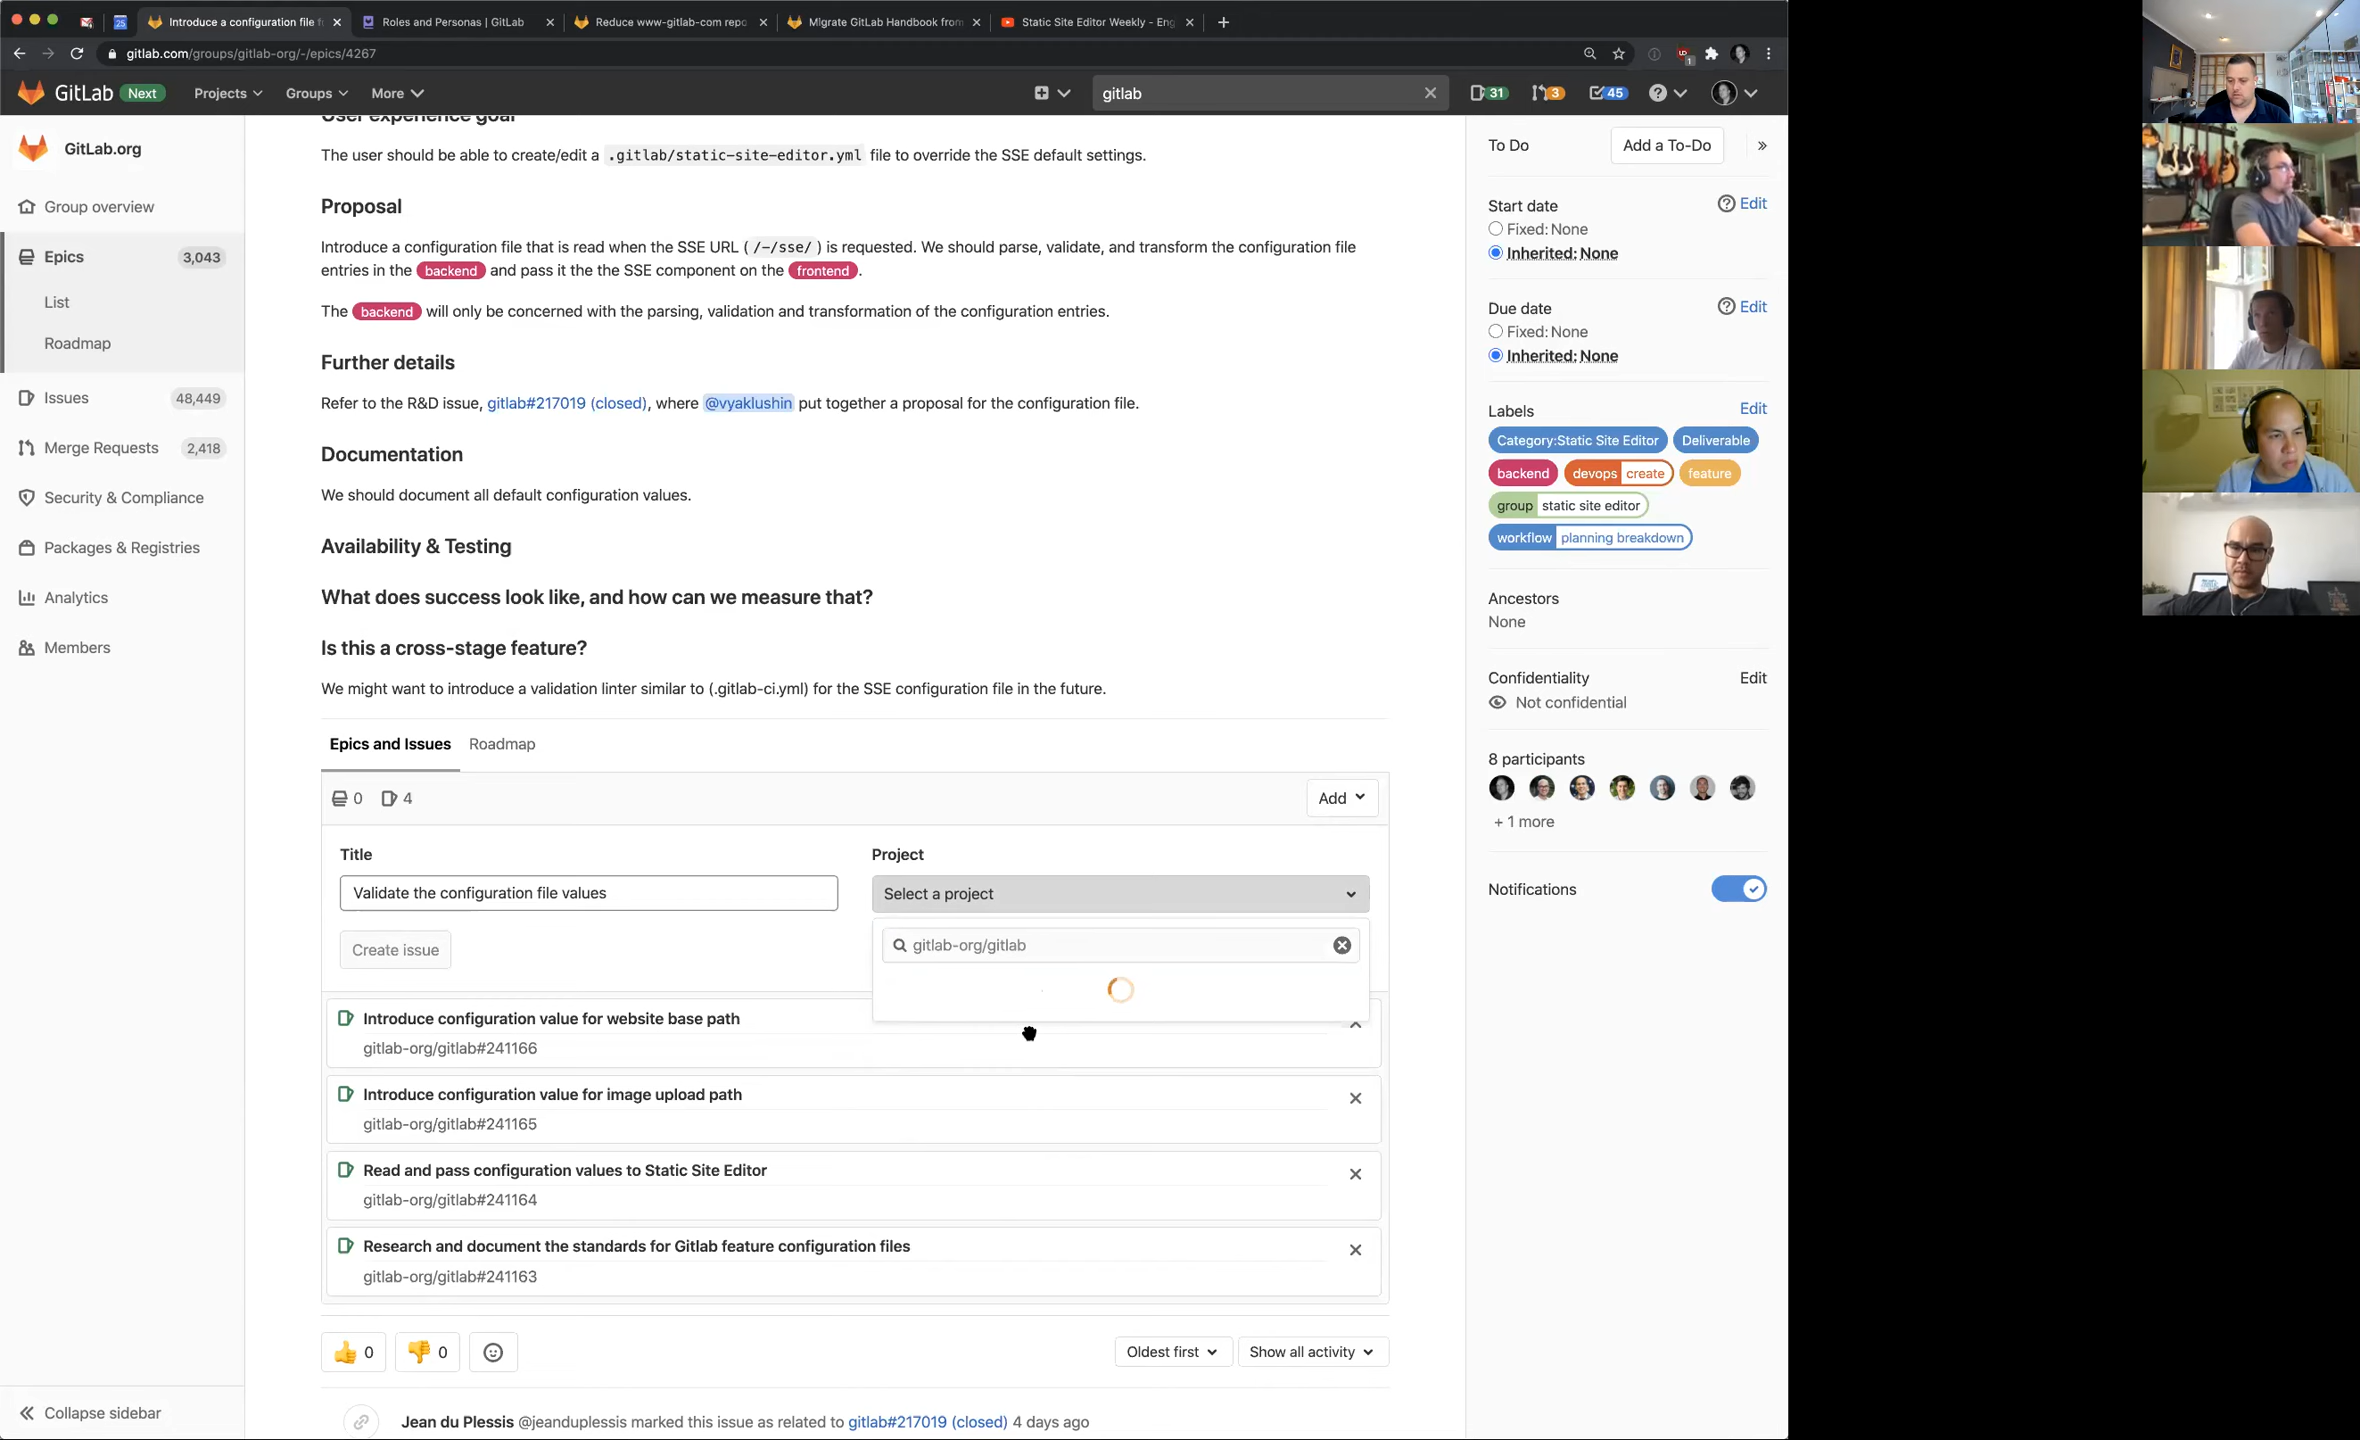 Introduce a configuration file f
Roles and Personas | GitLab
Reduce www-gitlab-com repo
Migrate GitLab Handbook from
Static Site Editor Weekly - Eng
gitlab.com/groups/gitlab-org/-/epics/4267
GitLab Next Projects Groups More gitlab 31 3 45
GitLab.org
Group overview
Epics 3,043
List
Roadmap
Issues 48,449
Merge Requests 2,418
Security & Compliance
Packages & Registries
Analytics
Members
Collapse sidebar
User experience goal
The user should be able to create/edit a .gitlab/static-site-editor.yml file to override the SSE default settings.
Proposal
Introduce a configuration file that is read when the SSE URL ( /-/sse/ ) is requested. We should parse, validate, and transform the configuration file
entries in the backend and pass it the the SSE component on the frontend .
The backend will only be concerned with the parsing, validation and transformation of the configuration entries.
Further details
Refer to the R&D issue, gitlab#217019 (closed), where @vyaklushin put together a proposal for the configuration file.
Documentation
We should document all default configuration values.
Availability & Testing
What does success look like, and how can we measure that?
Is this a cross-stage feature?
We might want to introduce a validation linter similar to (.gitlab-ci.yml) for the SSE configuration file in the future.
Epics and Issues Roadmap
0 4 Add
Title Project
Validate the configuration file values Select a project
Create issue
gitlab-org/gitlab
Introduce configuration value for website base path
gitlab-org/gitlab#241166
Introduce configuration value for image upload path
gitlab-org/gitlab#241165
Read and pass configuration values to Static Site Editor
gitlab-org/gitlab#241164
Research and document the standards for Gitlab feature configuration files
gitlab-org/gitlab#241163
0 0 Oldest first Show all activity
Jean du Plessis @jeanduplessis marked this issue as related to gitlab#217019 (closed) 4 days ago
To Do Add a To-Do
Start date Edit
Fixed: None
Inherited: None
Due date Edit
Fixed: None
Inherited: None
Labels Edit
Category:Static Site Editor Deliverable
backend devops create feature
group static site editor
workflow planning breakdown
Ancestors
None
Confidentiality Edit
Not confidential
8 participants
+ 1 more
Notifications